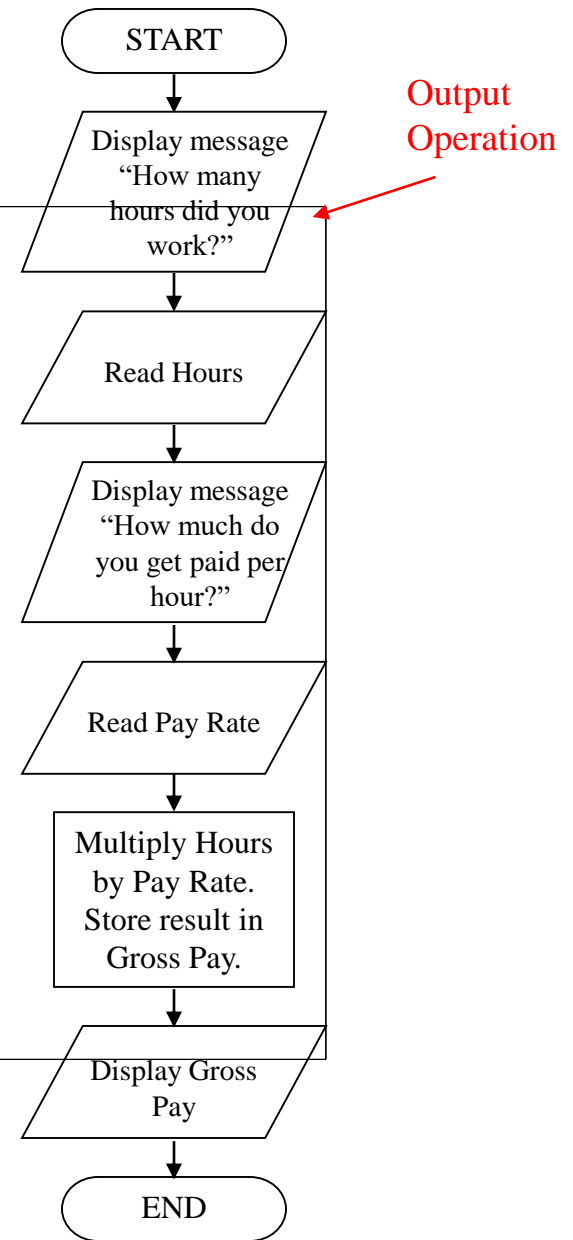 START
Output
Operation
Display message
“How many
hours did you
work?”
Read Hours
Display message
“How much do
you get paid per
hour?”
Read Pay Rate
Multiply Hours
by Pay Rate.
Store result in
Gross Pay.
Display Gross
Pay
END